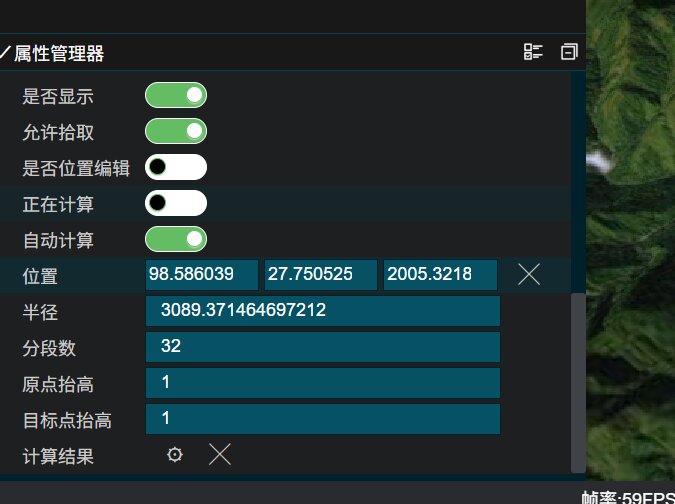 属性管理器
是否显示
允许拾取
是否位置编辑
正在计算
自动计算
位置 98.586039 27.750525 2005.3218
半径 3089.371464697212
分段数 32
原点抬高 1
目标点抬高 1
计算结果
帧率:59FPS